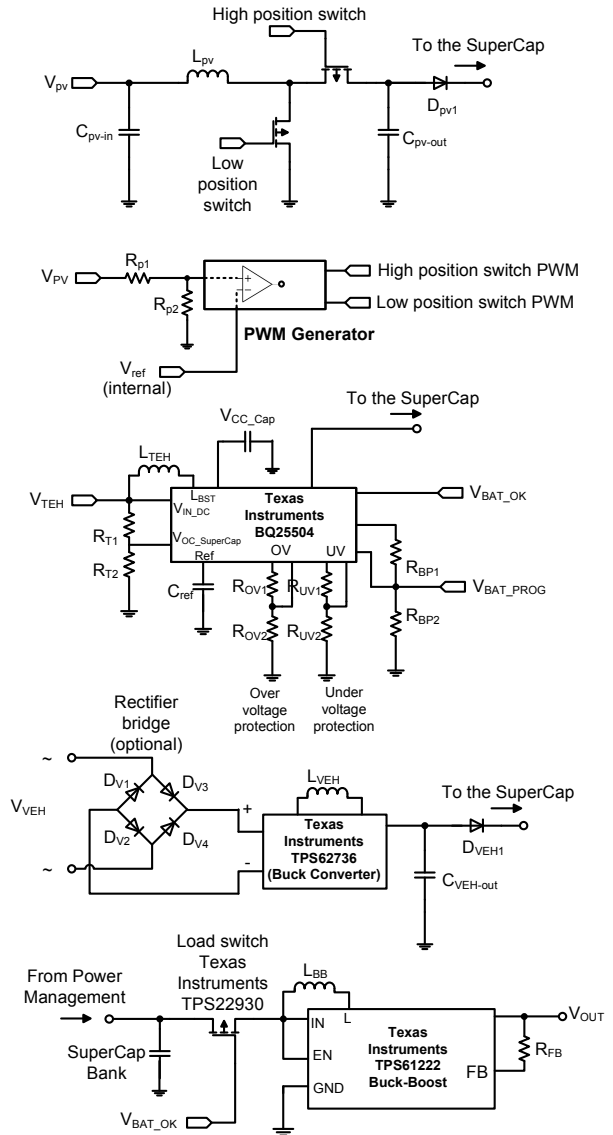 High position switch
To the SuperCap
Vpv
Lpv
Cpv-in
Low
position
switch
Cpv-out
Dpv1
VPV
Rp1
Rp2
+
-
High position switch PWM
Low position switch PWM
PWM Generator
Vref
(internal)
To the SuperCap
VCC_Cap
LTEH
VTEH
LBST
VIN_DC
VOC_SuperCap
Ref
Texas
Instruments
BQ25504
OV
UV
VBAT_OK
RT1
RT2
Cref
ROV1
RUV1
ROV2
RUV2
RBP1
VBAT_PROG
RBP2
Over
voltage
protection
Under
voltage
protection
Rectifier
bridge
(optional)
~
DV1
DV3
VVEH
DV2
DV4
~
+
-
LVEH
Texas
Instruments
TPS62736
(Buck Converter)
To the SuperCap
DVEH1
CVEH-out
Load switch
Texas
Instruments
TPS22930
From Power
Management
SuperCap
Bank
VBAT_OK
LBB
L
IN
EN
GND
Texas
Instruments
TPS61222
Buck-Boost
FB
VOUT
RFB